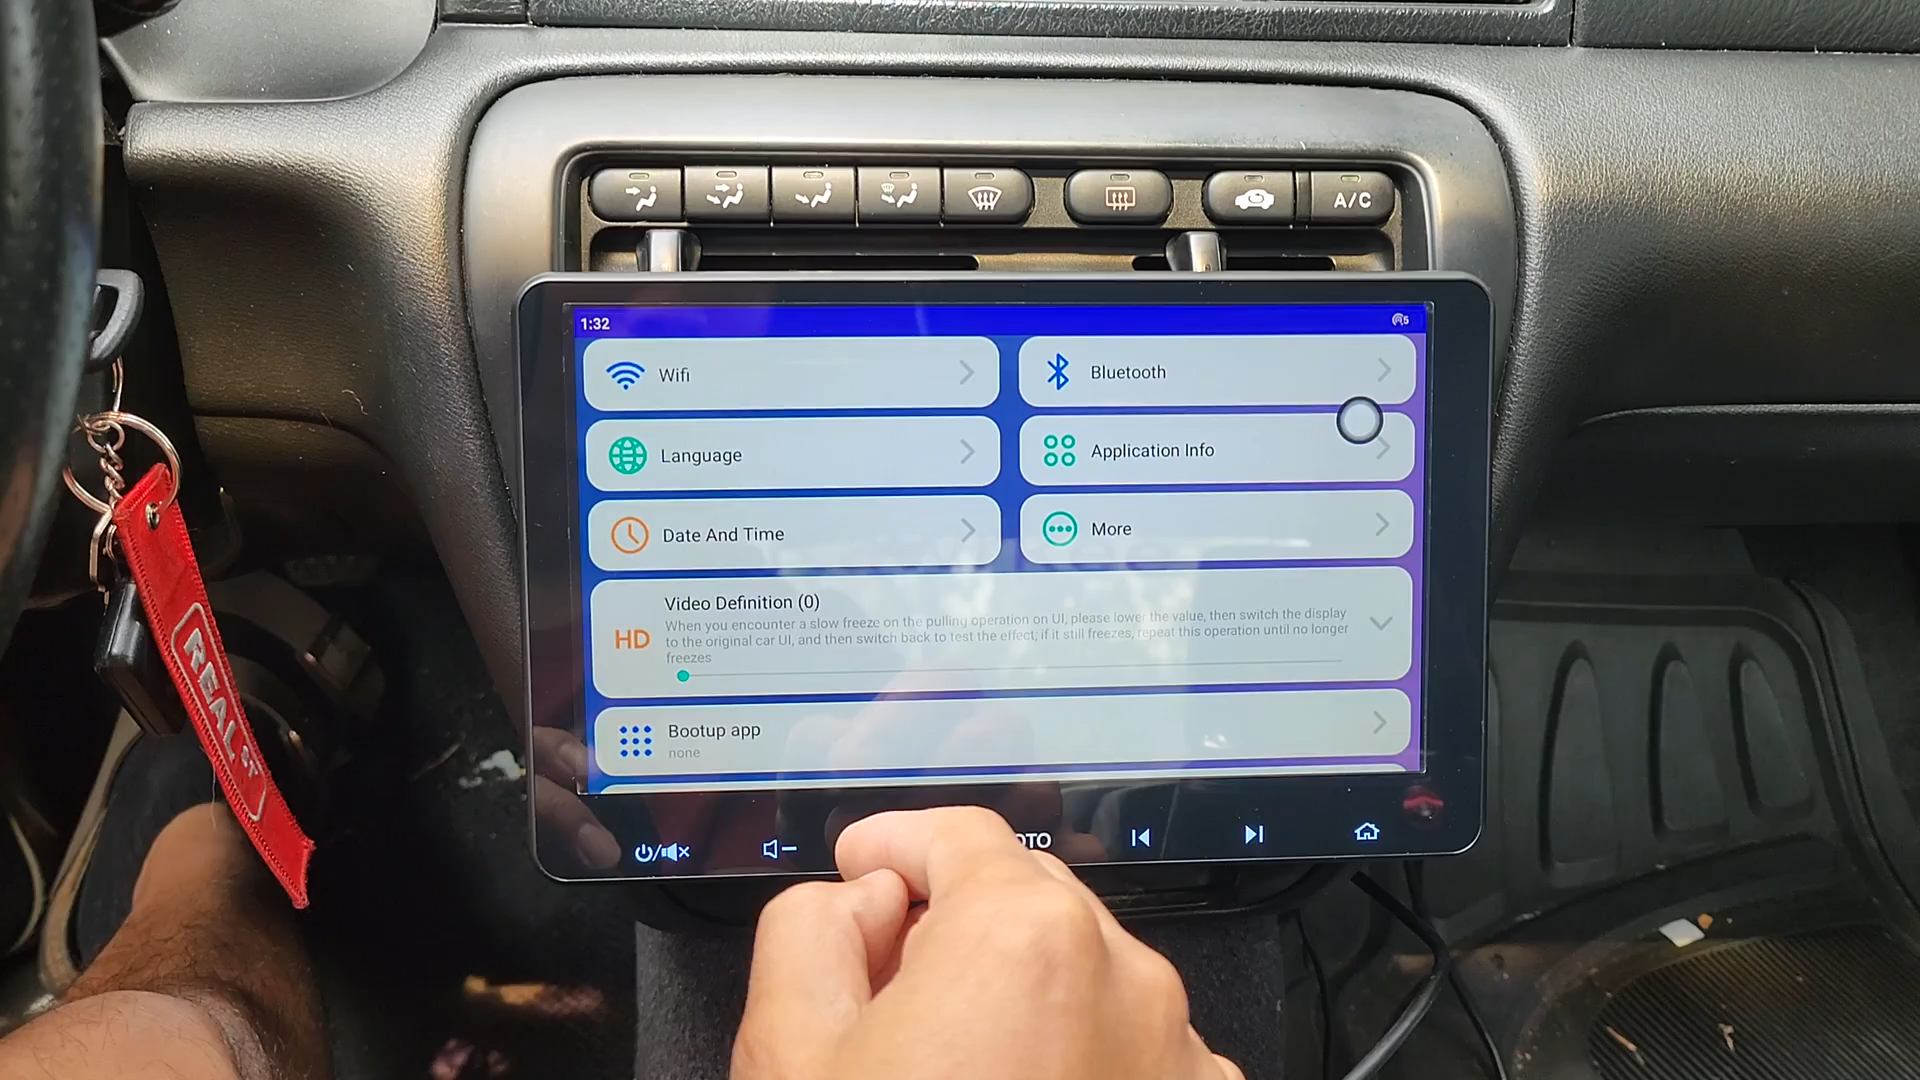 A/C
1:32
5
Wifi
Bluetooth
Language
Application Info
Date And Time
More
Video Definition (0)
HD
When you encounter a slow freeze on the pulling operation on UI, please lower the value, then switch the display
to the original car UI, and then switch back to test the effect; if it still freezes, repeat this operation until no longer
freezes
Bootup app
none
OTO
REAL ST